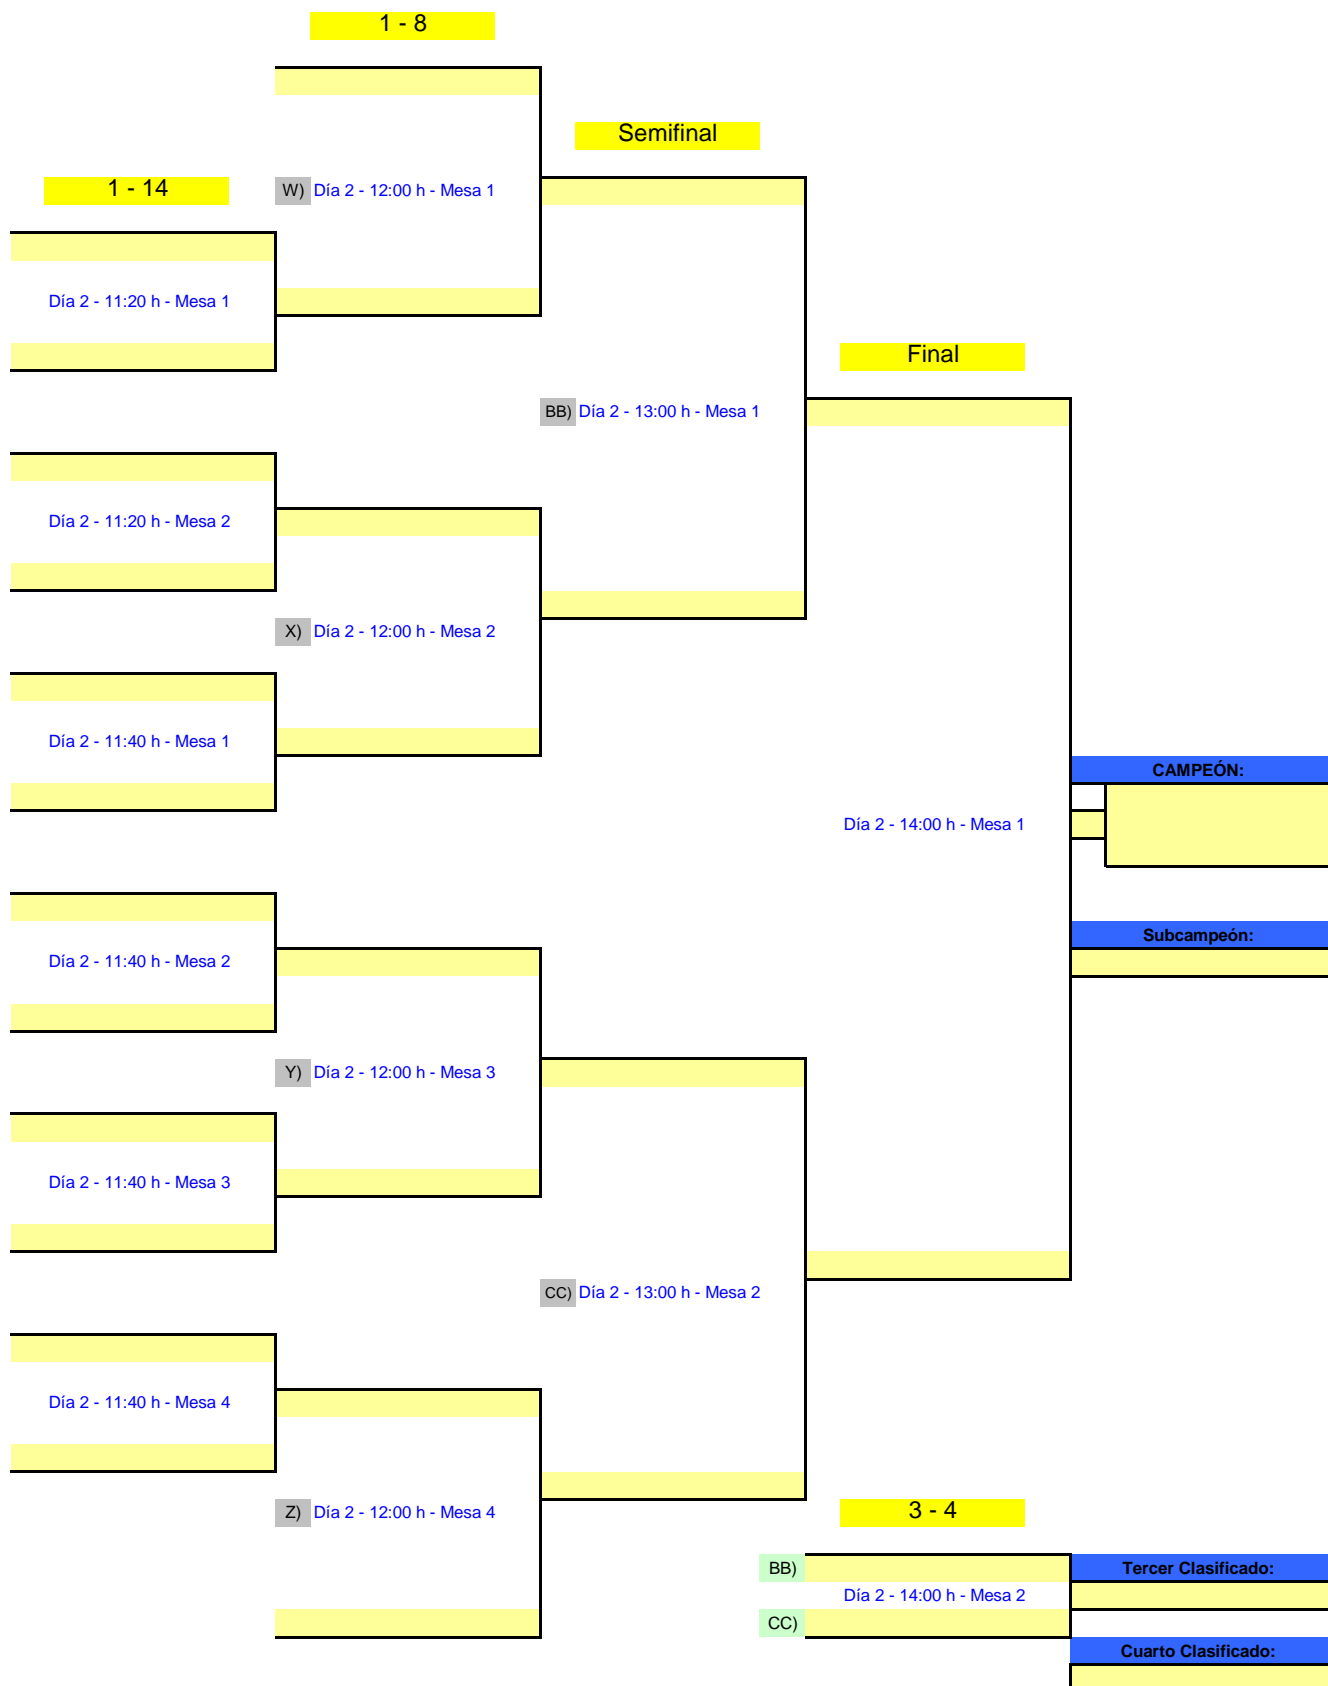 1 - 8
Semifinal
1 - 14
W) Día 2 - 12:00 h - Mesa 1
Día 2 - 11:20 h - Mesa 1
Final
BB) Día 2 - 13:00 h - Mesa 1
Día 2 - 11:20 h - Mesa 2
X) Día 2 - 12:00 h - Mesa 2
Día 2 - 11:40 h - Mesa 1
CAMPEÓN:
Día 2 - 14:00 h - Mesa 1
Subcampeón:
Día 2 - 11:40 h - Mesa 2
Y) Día 2 - 12:00 h - Mesa 3
Día 2 - 11:40 h - Mesa 3
CC) Día 2 - 13:00 h - Mesa 2
Día 2 - 11:40 h - Mesa 4
Z) Día 2 - 12:00 h - Mesa 4
3 - 4
BB)
Tercer Clasificado:
Día 2 - 14:00 h - Mesa 2
CC)
Cuarto Clasificado: